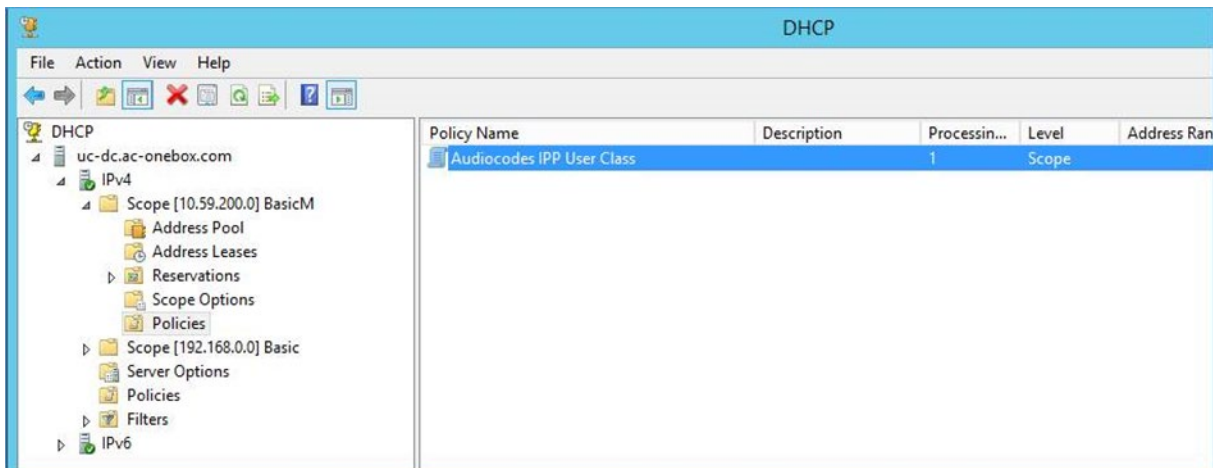 DHCP
File Action View Help
DHCP
uc-dc.ac-onebox.com
IPv4
Scope [10.59.200.0] BasicM
Address Pool
Address Leases
Reservations
Scope Options
Policies
Scope [192.168.0.0] Basic
Server Options
Policies
Filters
IPv6
Policy Name Description Processin... Level Address Ran
Audiocodes IPP User Class 1 Scope